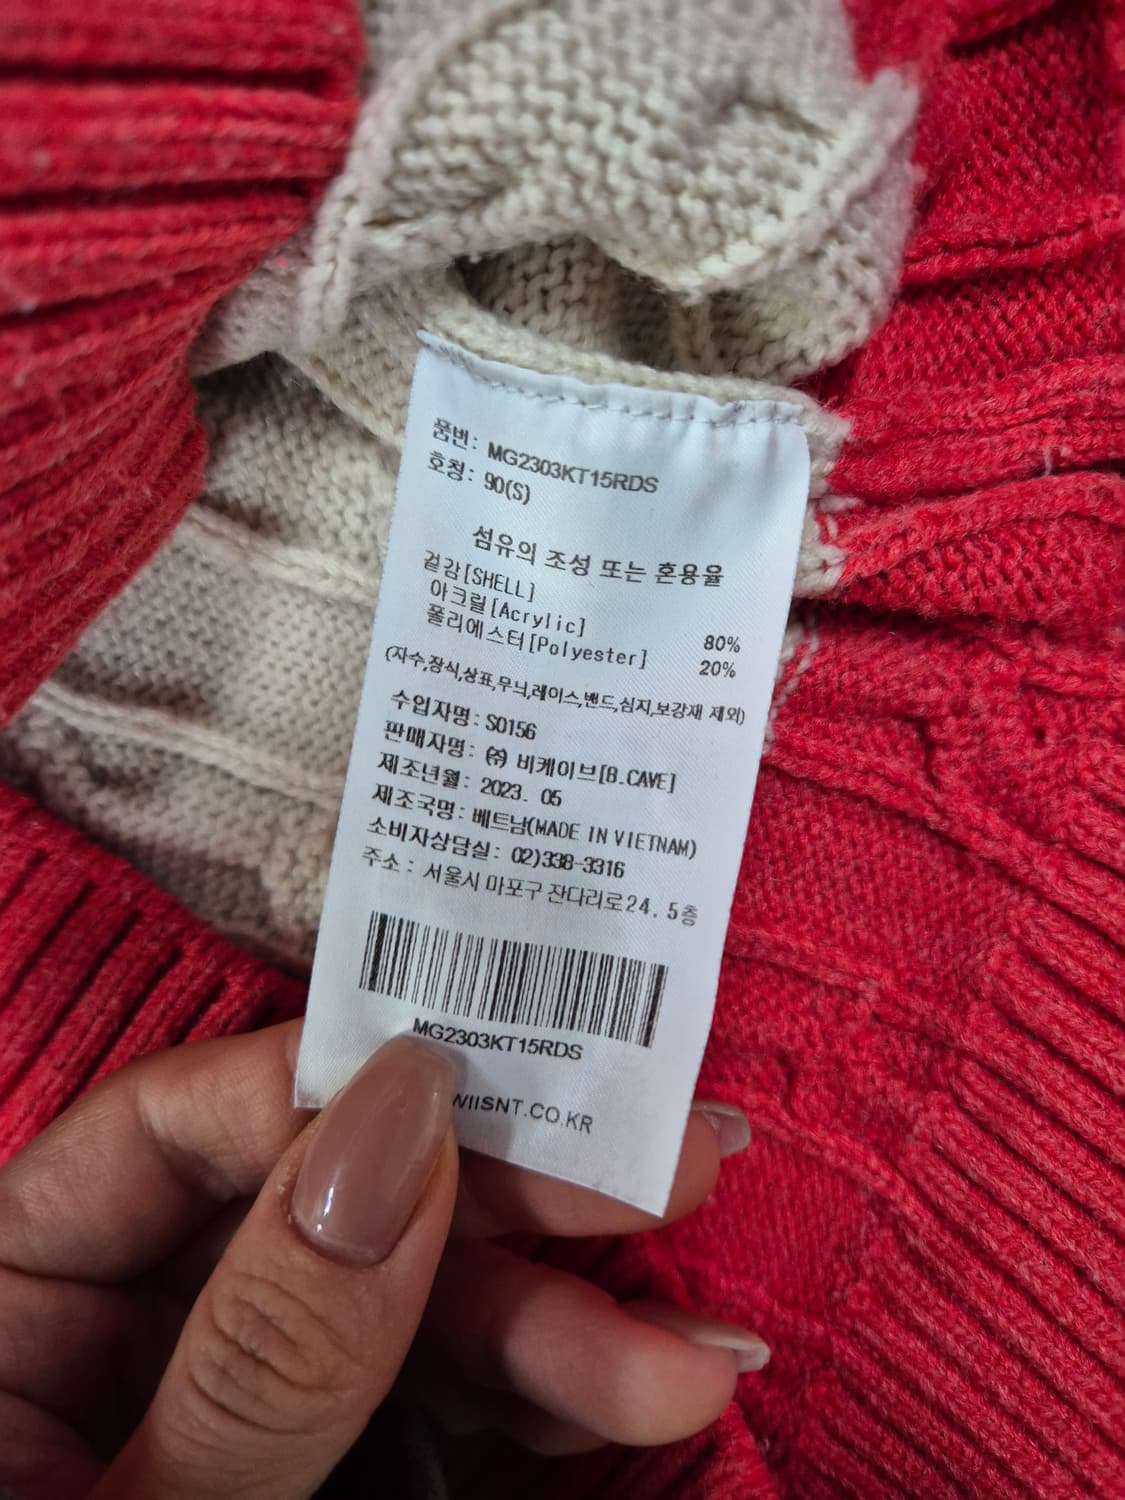 품번: MG2303KT15RDS
호칭: 90(S)
섬유의 조성 또는 혼용율
겉감[SHELL]
아크릴[Acrylic] 80%
폴리에스터[Polyester] 20%
(자수,장식,상표,무늬,레이스,밴드,심지,보강재 제외)
수입자명: S0156
판매자명: ㈜ 비케이브[B.CAVE]
제조년월: 2023. 05
제조국명: 베트남(MADE IN VIETNAM)
소비자상담실: 02)338-3316
주소: 서울시 마포구 잔다리로24. 5층
MG2303KT15RDS
WIISNT.CO.KR